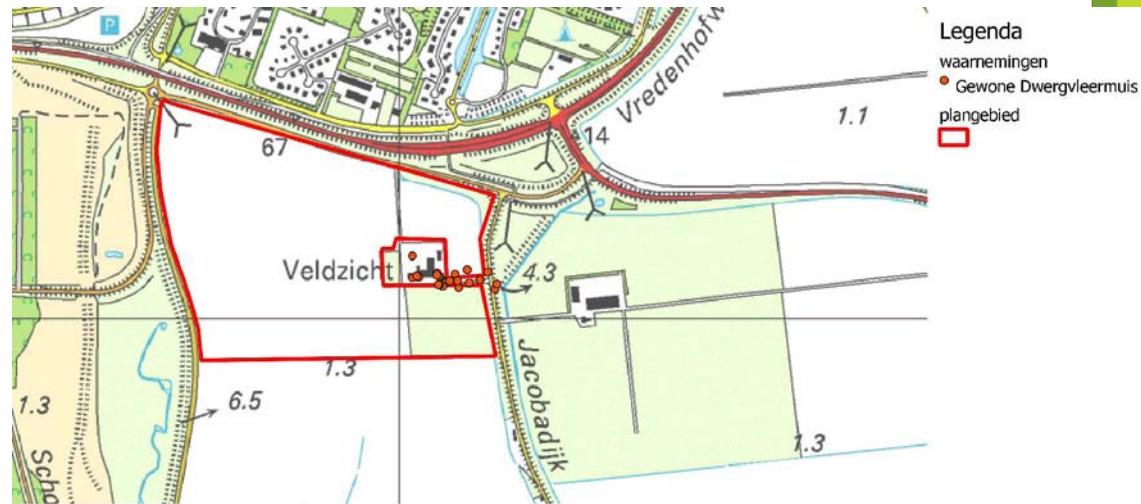 P
Vredenhofw
67
14
1.1
Veldzicht
4.3
Jacobadijk
1.3
6.5
1.3
1.3
Scho
Legenda
waarnemingen
Gewone Dwergvleermuis
plangebied